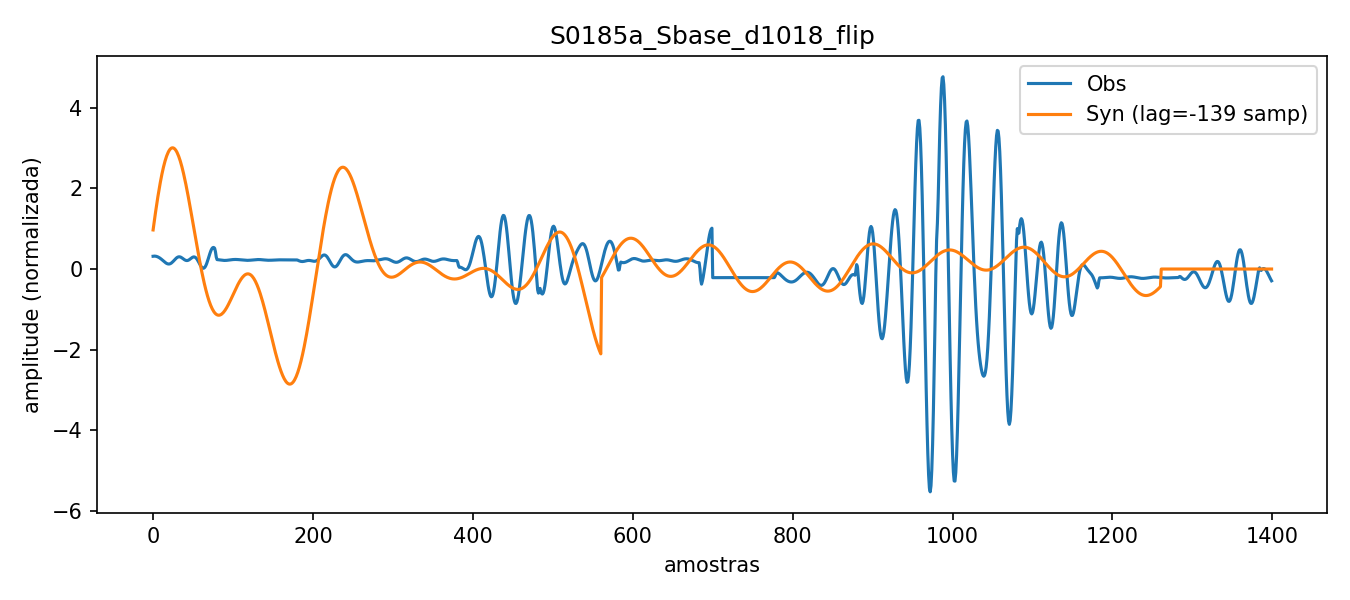 S0185a_Sbase_d1018_flip
Obs
Syn (lag=-139 samp)
amplitude (normalizada)
4
2
0
−2
−4
−6
0
200
400
600
800
1000
1200
1400
amostras